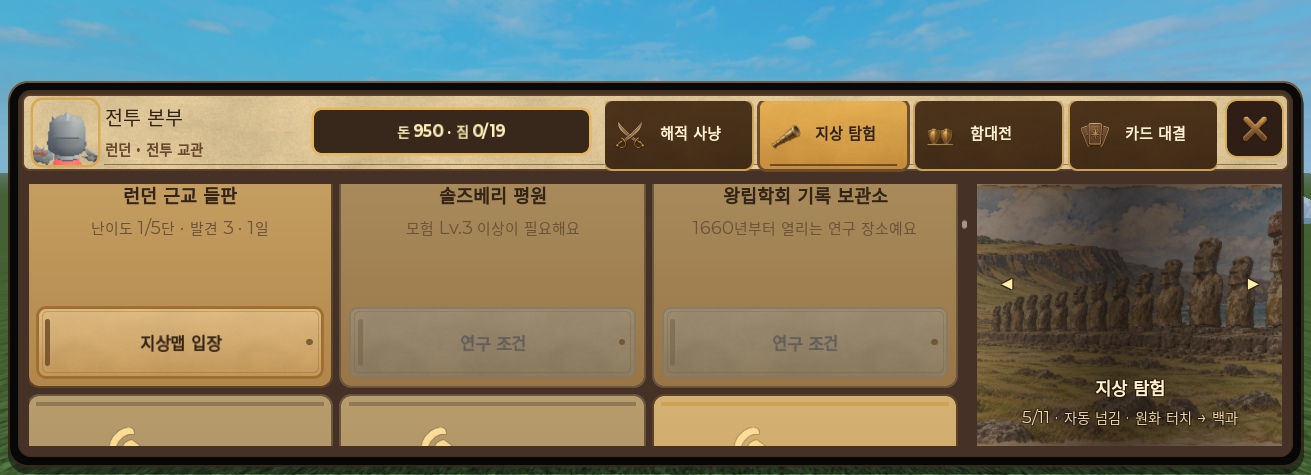 전투 본부
런던 · 전투 교관
돈 950 · 짐 0/19
해적 사냥
지상 탐험
함대전
카드 대결
런던 근교 들판
난이도 1/5단 · 발견 3 · 1일
지상맵 입장
솔즈베리 평원
모험 Lv.3 이상이 필요해요
연구 조건
왕립학회 기록 보관소
1660년부터 열리는 연구 장소예요
연구 조건
지상 탐험
5/11 · 자동 넘김 · 원화 터치 → 백과